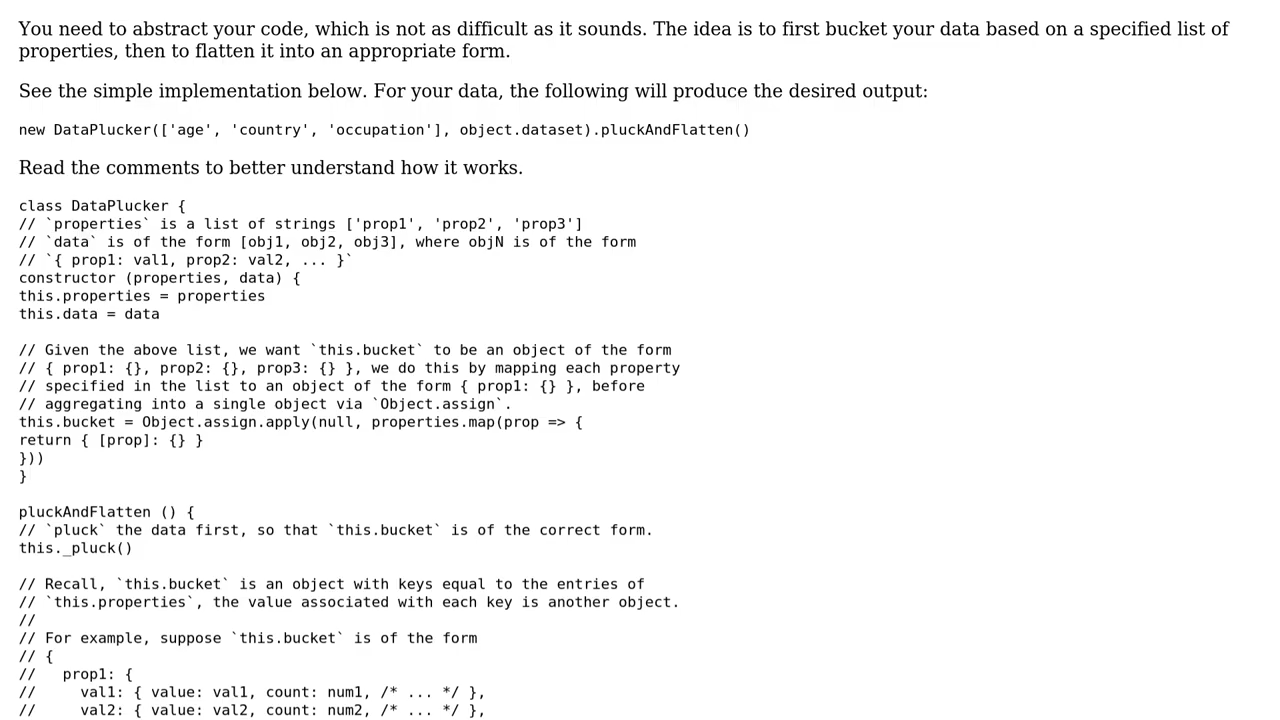 You need to abstract your code, which is not as difficult as it sounds. The idea is to first bucket your data based on a specified list of
properties, then to flatten it into an appropriate form.
See the simple implementation below. For your data, the following will produce the desired output:
new DataPlucker(['age', 'country', 'occupation'], object.dataset).pluckAndFlatten()
Read the comments to better understand how it works.
class DataPlucker {
// `properties` is a list of strings ['prop1', 'prop2', 'prop3']
// `data` is of the form [obj1, obj2, obj3], where objN is of the form
// `{ prop1: val1, prop2: val2, ... }`
constructor (properties, data) {
this.properties = properties
this.data = data
// Given the above list, we want `this.bucket` to be an object of the form
// { prop1: {}, prop2: {}, prop3: {} }, we do this by mapping each property
// specified in the list to an object of the form { prop1: {} }, before
// aggregating into a single object via `Object.assign`.
this.bucket = Object.assign.apply(null, properties.map(prop => {
return { [prop]: {} }
}))
}
pluckAndFlatten () {
// `pluck` the data first, so that `this.bucket` is of the correct form.
this._pluck()
// Recall, `this.bucket` is an object with keys equal to the entries of
// `this.properties`, the value associated with each key is another object.
//
// For example, suppose `this.bucket` is of the form
// {
//   prop1: {
//     val1: { value: val1, count: num1, /* ... */ },
//     val2: { value: val2, count: num2, /* ... */ },